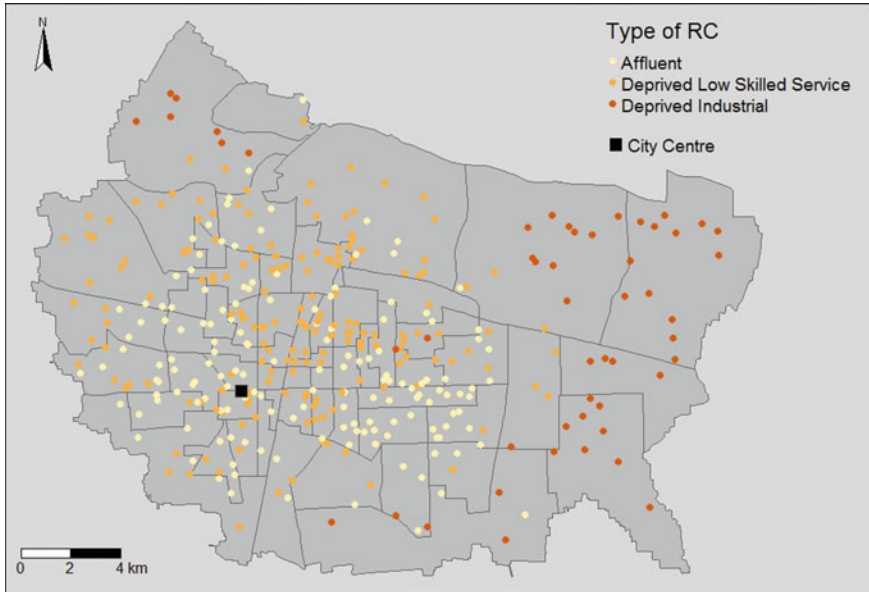 N
Type of RC
Affluent
Deprived Low Skilled Service
Deprived Industrial
City Centre
0 2 4 km